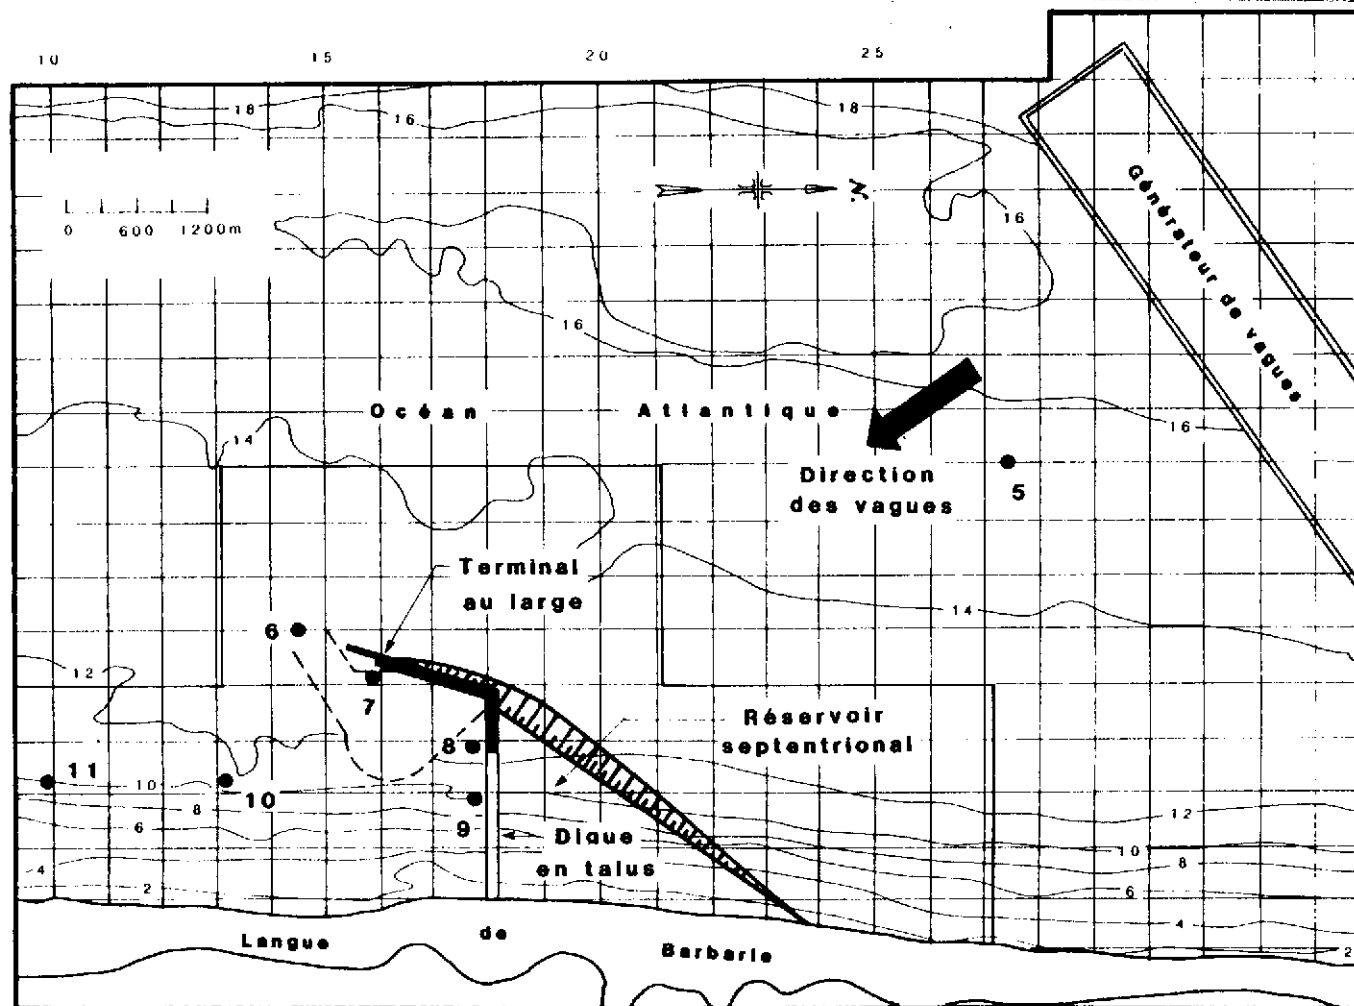 10 15 20 25
18 16 18
Générateur de vagues
N.
16
0 600 1200m
16
Océan Atlantique
16
14
Direction
des vagues
5
Terminal
au large
14
6
12
7
Réservoir
septentrional
8
11
10
10
8
9
6
Digue
en talus
12
10
8
6
4
2
4
2
Langue de Barbarie